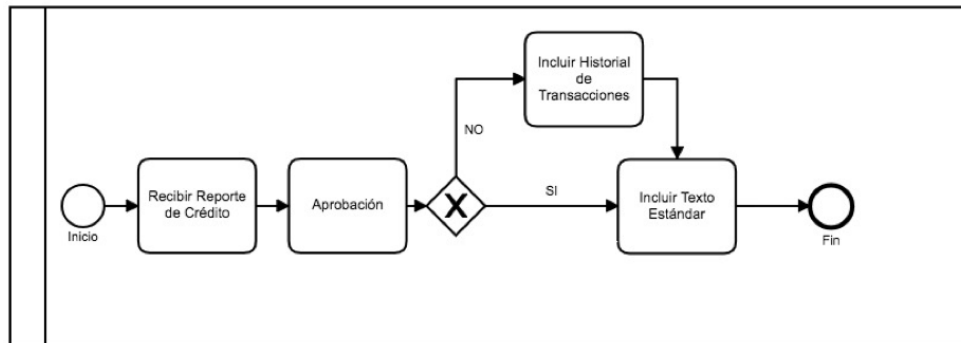 Incluir Historial
de
Transacciones
NO
Recibir Reporte
de Crédito
Aprobación
X
SI
Incluir Texto
Estándar
Inicio
Fin